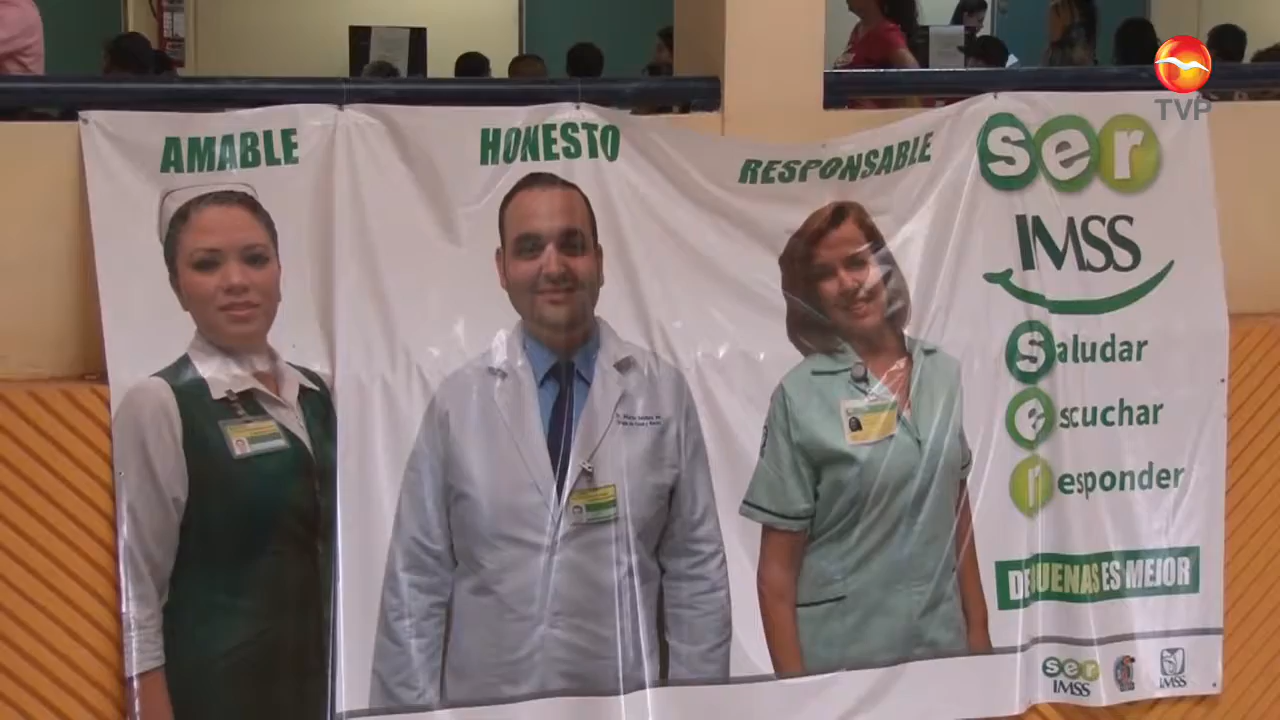 TVP
AMABLE
HONESTO
RESPONSABLE
ser
IMSS
saludar
escuchar
responder
DE BUENAS ES MEJOR
ser
IMSS
IMSS